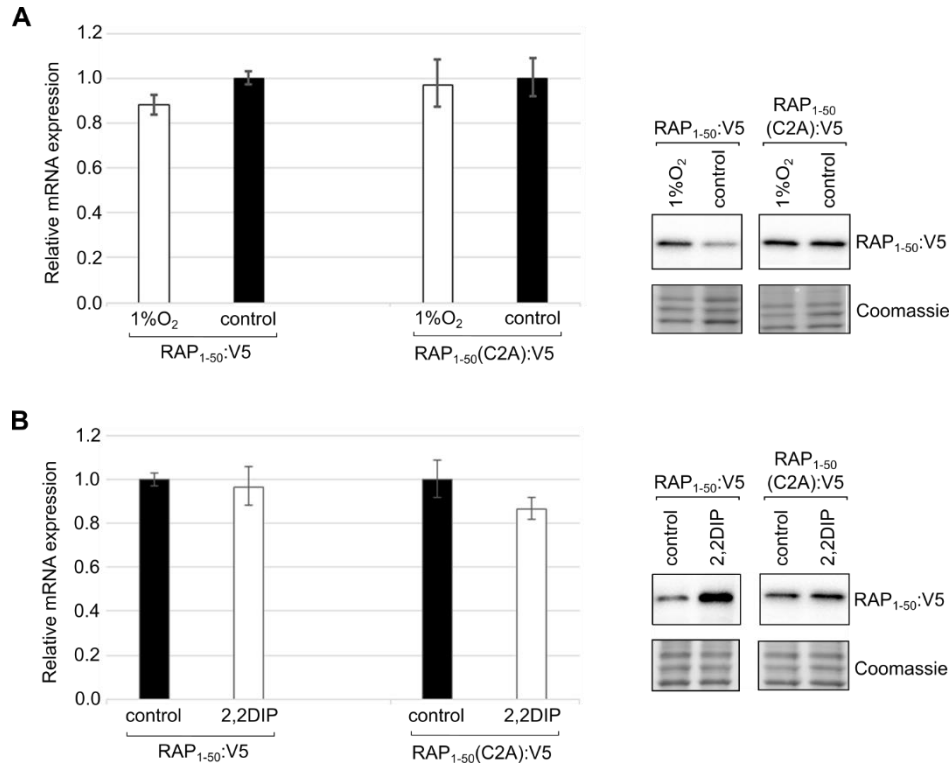 A
Relative mRNA expression
1.2
1.0
0.8
0.6
0.4
0.2
0.0
1%O₂ control 1%O₂ control
RAP₁₋₅₀:V5 RAP₁₋₅₀(C2A):V5
RAP₁₋₅₀:V5 RAP₁₋₅₀
(C2A):V5
1%O₂ control 1%O₂ control
RAP₁₋₅₀:V5
Coomassie
B
Relative mRNA expression
1.2
1.0
0.8
0.6
0.4
0.2
0.0
control 2,2DIP control 2,2DIP
RAP₁₋₅₀:V5 RAP₁₋₅₀(C2A):V5
RAP₁₋₅₀:V5 RAP₁₋₅₀
(C2A):V5
control 2,2DIP control 2,2DIP
RAP₁₋₅₀:V5
Coomassie